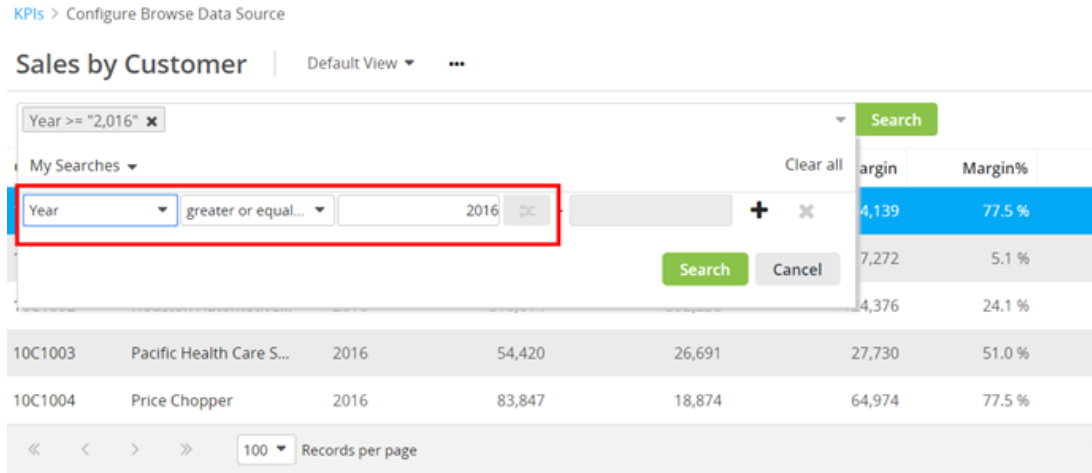 KPIs > Configure Browse Data Source
Sales by Customer Default View
Year >= "2,016" Search
My Searches Clear all
argin Margin%
Year greater or equal... 2016 - 4,139 77.5 %
7,272 5.1 %
Search Cancel
24.1 %
10C1003 Pacific Health Care S... 2016 54,420 26,691 27,730 51.0 %
10C1004 Price Chopper 2016 83,847 18,874 64,974 77.5 %
100 Records per page